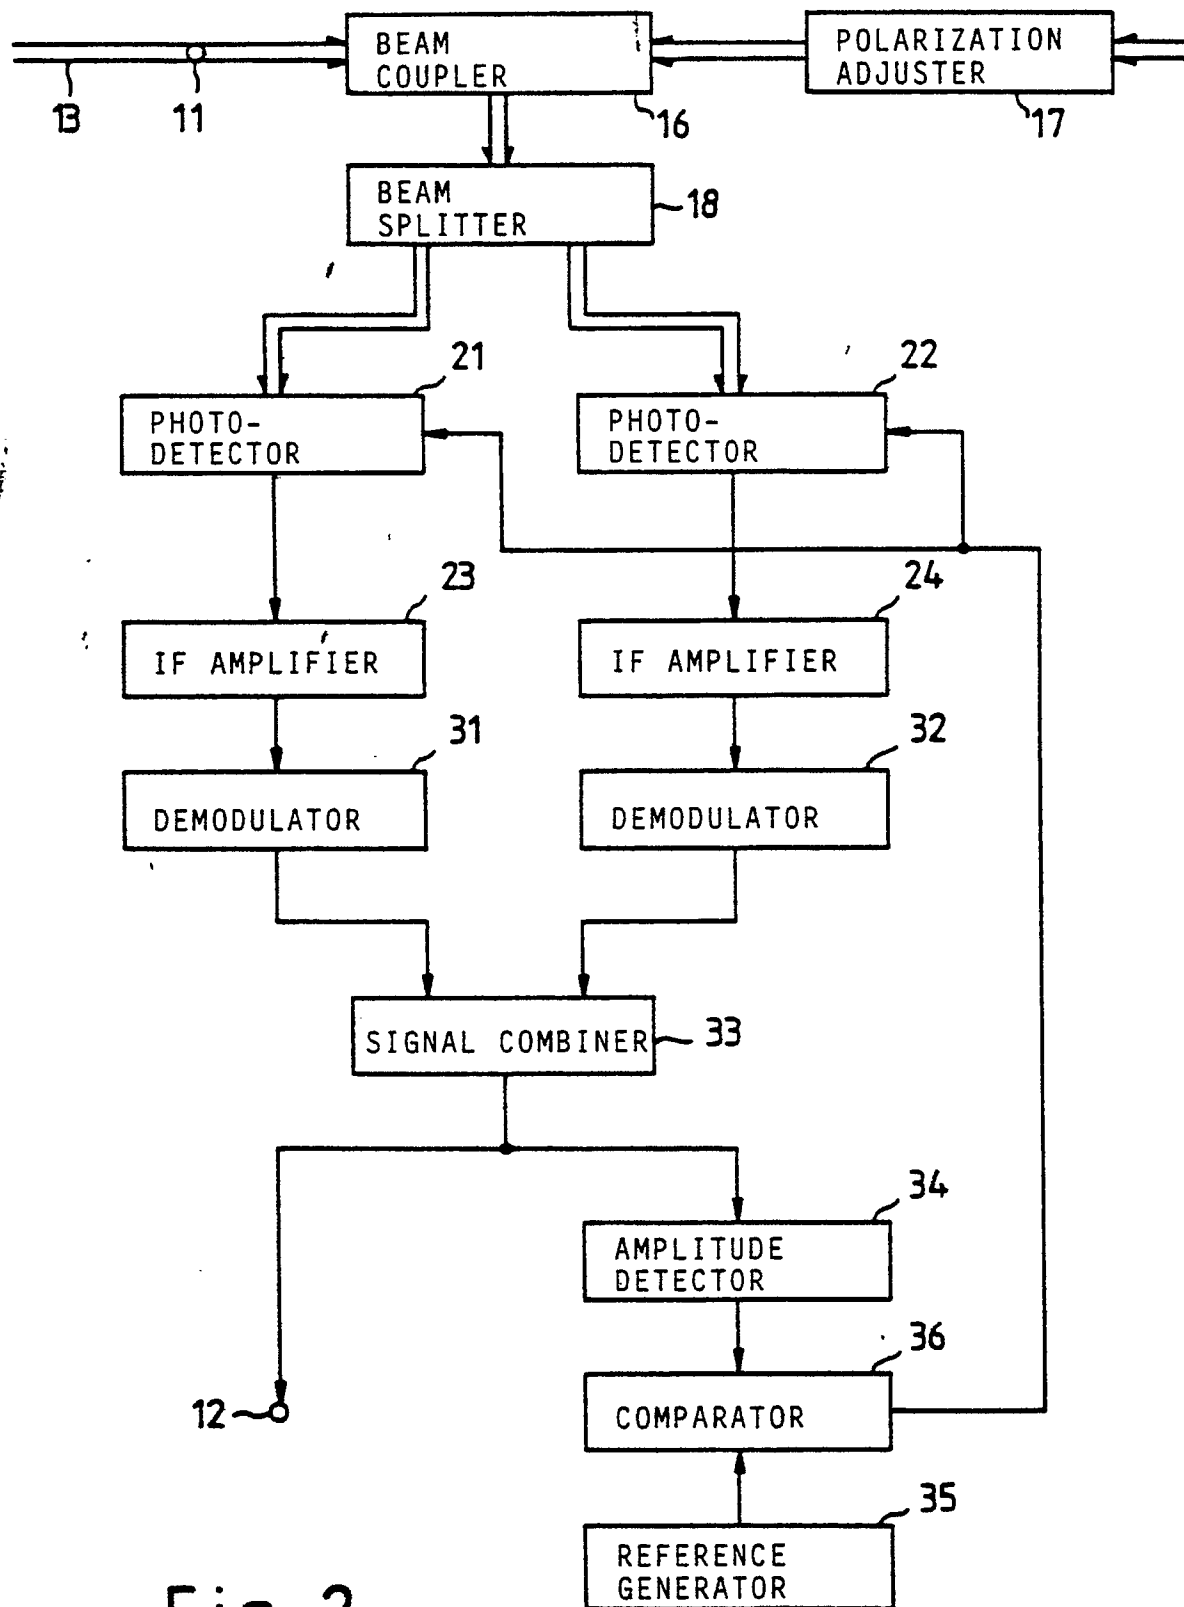 BEAM
COUPLER
POLARIZATION
ADJUSTER
13
11
16
17
BEAM
SPLITTER
18
21
22
PHOTO-
DETECTOR
PHOTO-
DETECTOR
23
24
IF AMPLIFIER
IF AMPLIFIER
31
32
DEMODULATOR
DEMODULATOR
SIGNAL COMBINER
33
34
AMPLITUDE
DETECTOR
36
12
COMPARATOR
35
REFERENCE
GENERATOR